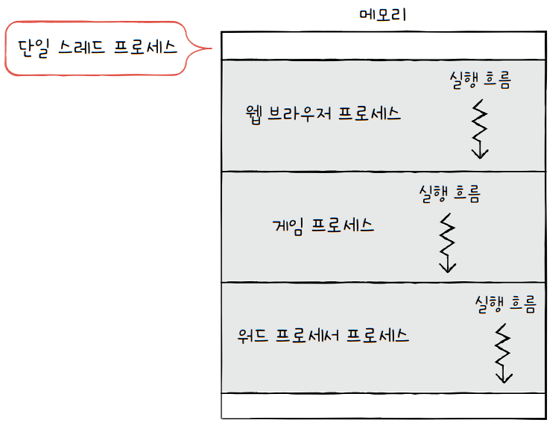 메모리
단일 스레드 프로세스
실행 흐름
웹 브라우저 프로세스
실행 흐름
게임 프로세스
실행 흐름
워드 프로세서 프로세스